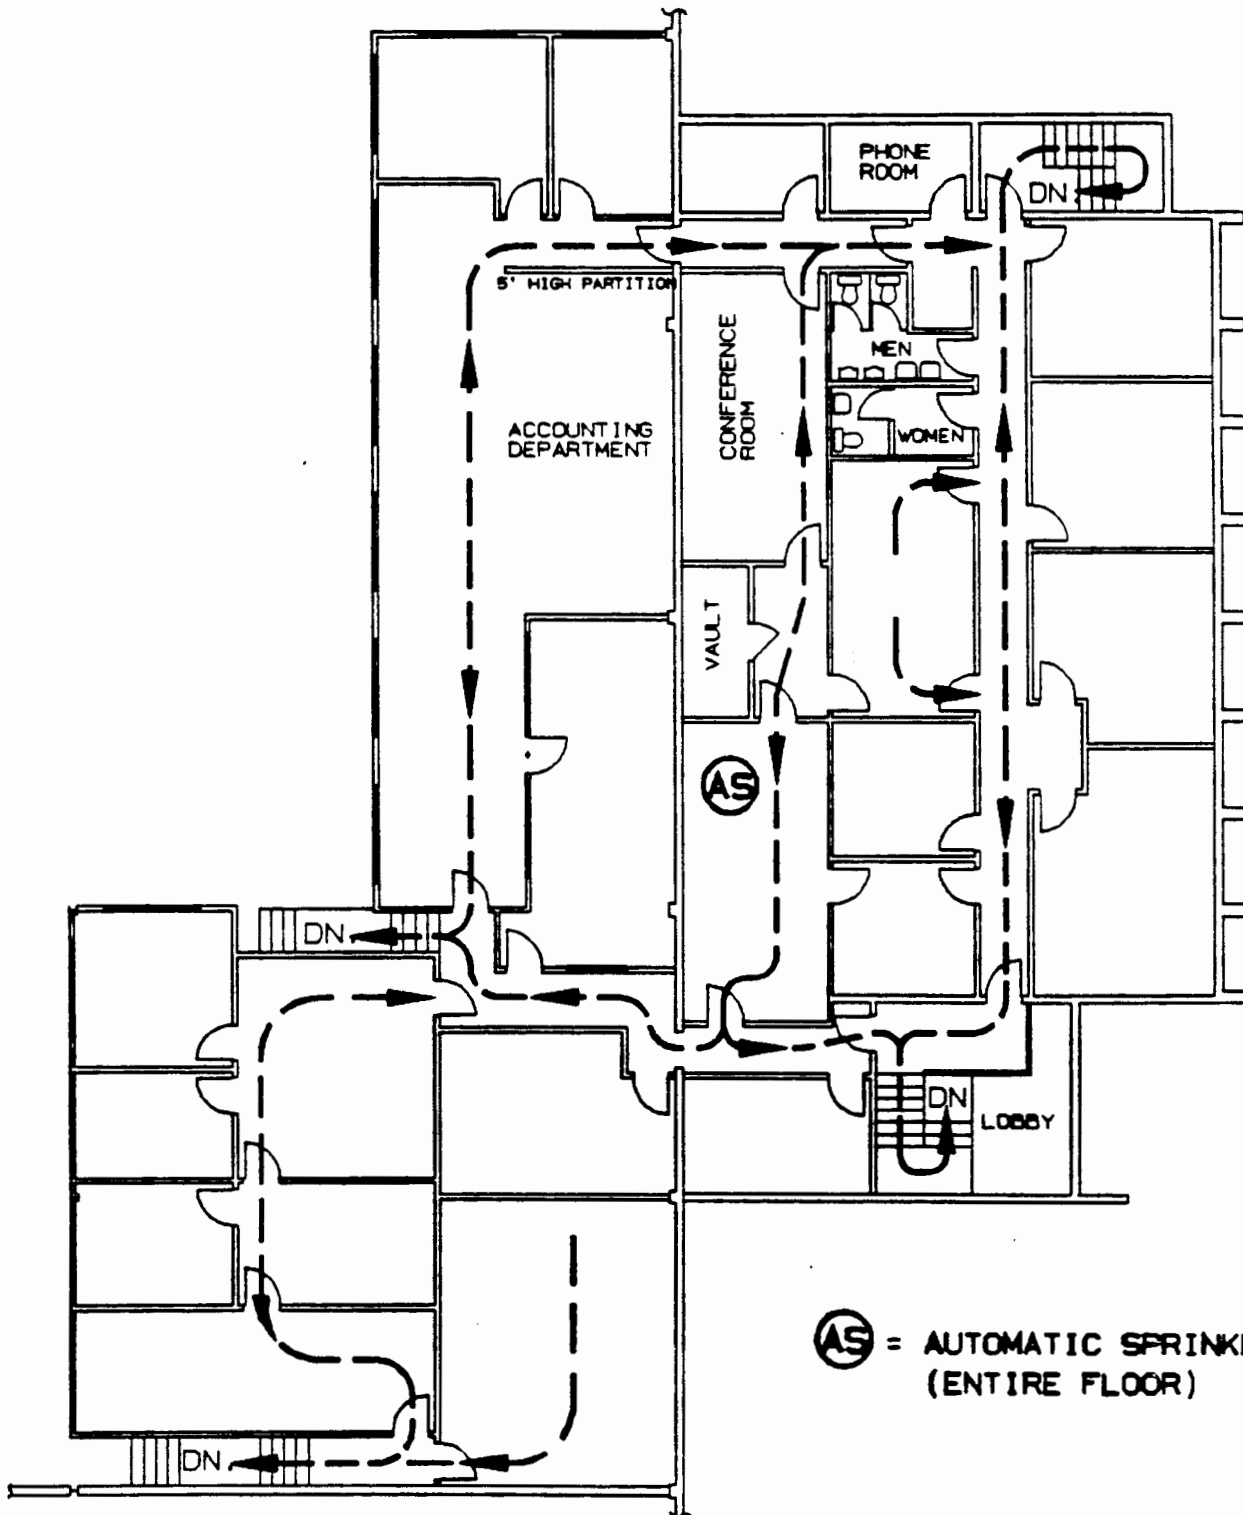 PHONE
ROOM
DN
5' HIGH PARTITION
CONFERENCE
ROOM
MEN
ACCOUNTING
DEPARTMENT
WOMEN
VAULT
AS
DN
DN
LOBBY
AS = AUTOMATIC SPRINK
(ENTIRE FLOOR)
DN